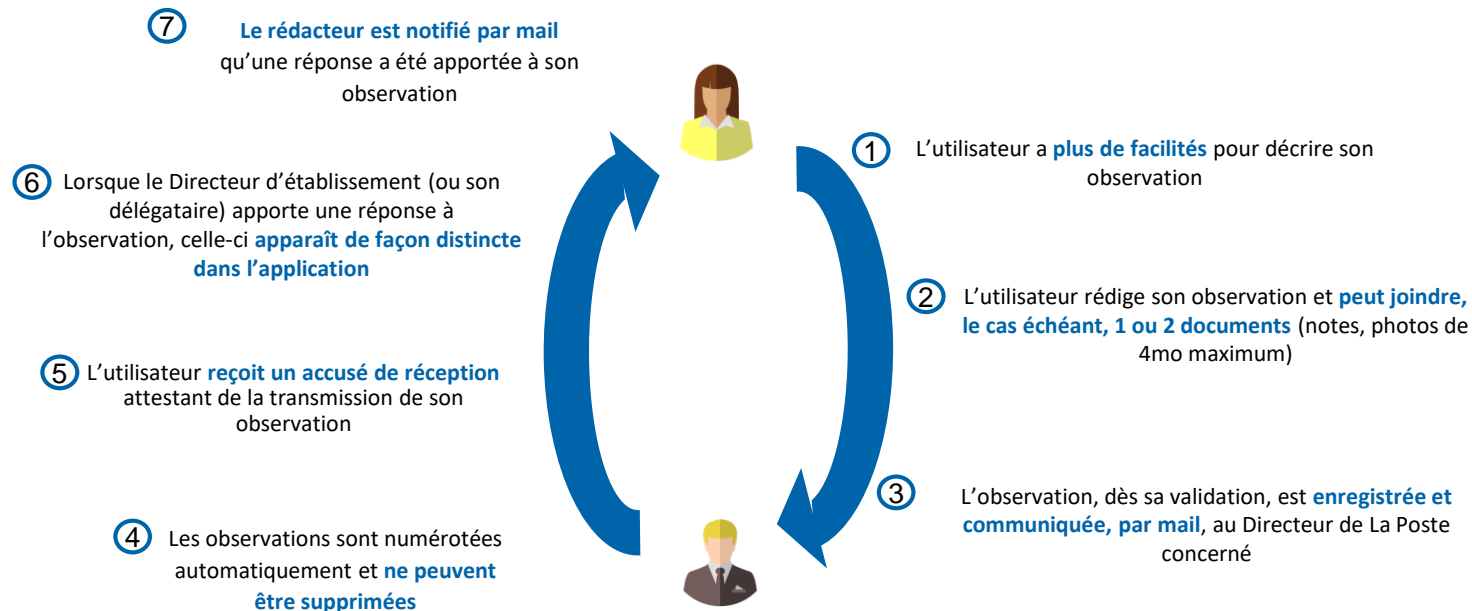 1
L'utilisateur a plus de facilités pour décrire son
observation
2
L'utilisateur rédige son observation et peut joindre,
le cas échéant, 1 ou 2 documents (notes, photos de
4mo maximum)
3
L'observation, dès sa validation, est enregistrée et
communiquée, par mail, au Directeur de La Poste
concerné
4
Les observations sont numérotées
automatiquement et ne peuvent
être supprimées
5
L'utilisateur reçoit un accusé de réception
attestant de la transmission de son
observation
6
Lorsque le Directeur d'établissement (ou son
délégataire) apporte une réponse à
l'observation, celle-ci apparaît de façon distincte
dans l'application
7
Le rédacteur est notifié par mail
qu'une réponse a été apportée à son
observation